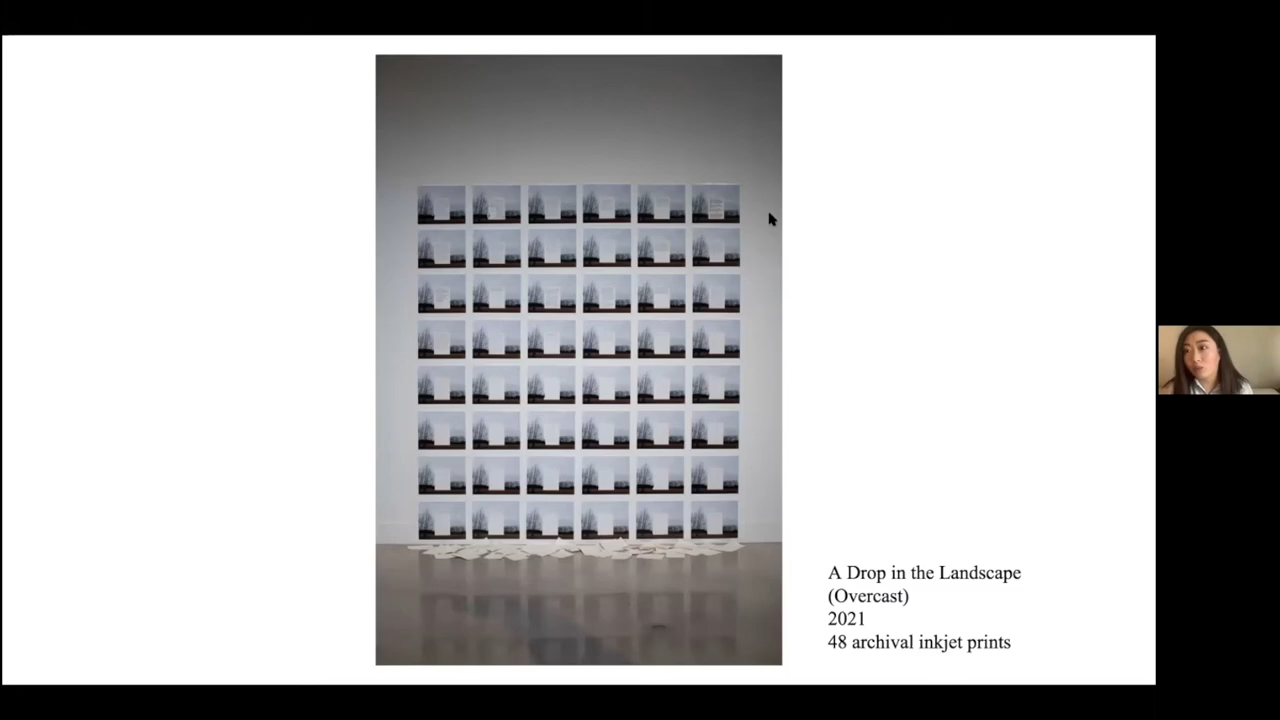 A Drop in the Landscape
(Overcast)
2021
48 archival inkjet prints